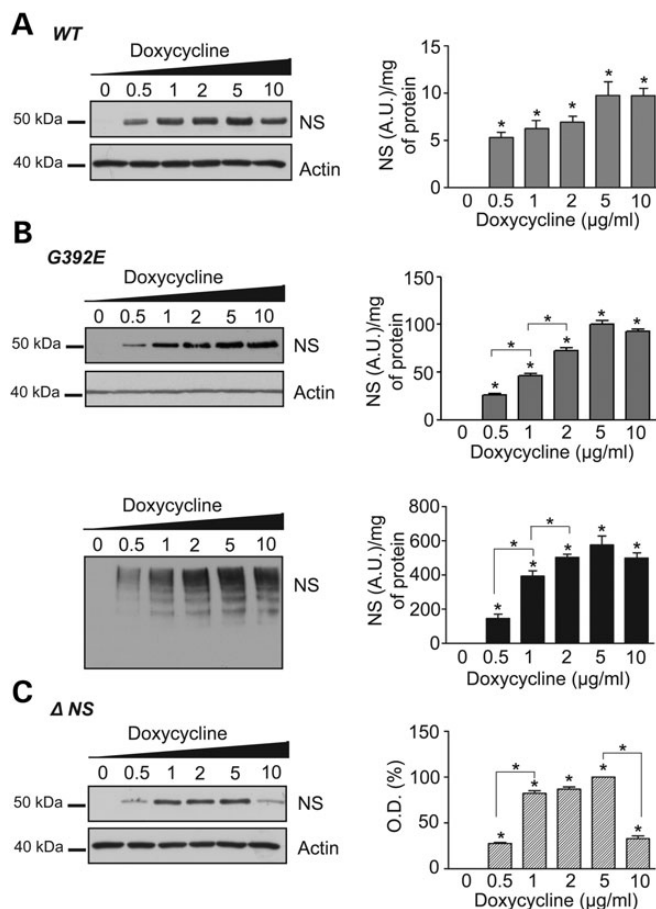 A WT
Doxycycline
0 0.5 1 2 5 10
50 kDa NS
40 kDa Actin
NS (A.U.)/mg
of protein
15
10
5
0
* * * * *
0 0.5 1 2 5 10
Doxycycline (µg/ml)
B G392E
Doxycycline
0 0.5 1 2 5 10
50 kDa NS
40 kDa Actin
NS (A.U.)/mg
of protein
150
100
50
0
* *
* * * * *
0 0.5 1 2 5 10
Doxycycline (µg/ml)
Doxycycline
0 0.5 1 2 5 10
NS
NS (A.U.)/mg
of protein
800
600
400
200
0
* *
* * * * *
0 0.5 1 2 5 10
Doxycycline (µg/ml)
C Δ NS
Doxycycline
0 0.5 1 2 5 10
50 kDa NS
40 kDa Actin
O.D. (%)
150
100
50
0
* *
* * * * *
0 0.5 1 2 5 10
Doxycycline (µg/ml)